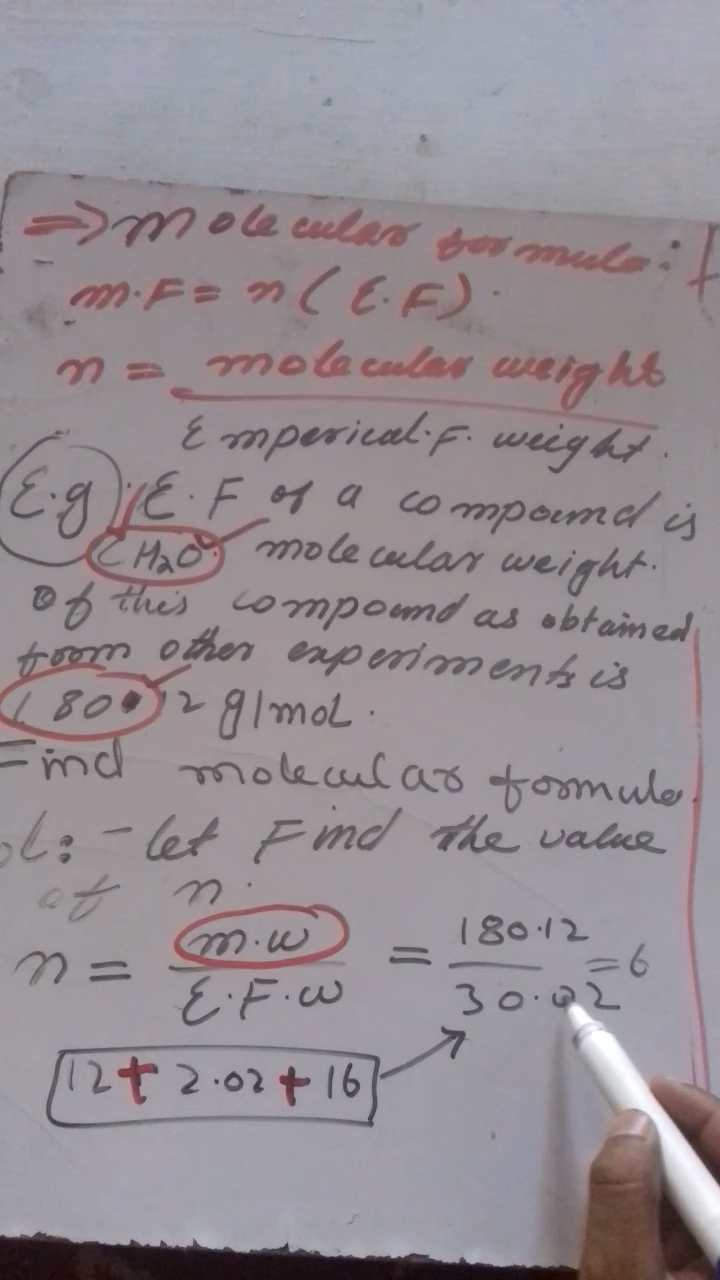 => Molecular formula:
m.F = n ( E.F )
n = molecular weight
Emperical.F. weight.
E.g : E.F of a compound is
CH₂O. molecular weight.
Of this compound as obtained
from other experiments is
180.12 g/mol.
Find molecular formula.
ol: - let Find the value
of n.
n = m.w / E.F.w = 180.12 / 30.02 = 6
12 + 2.02 + 16